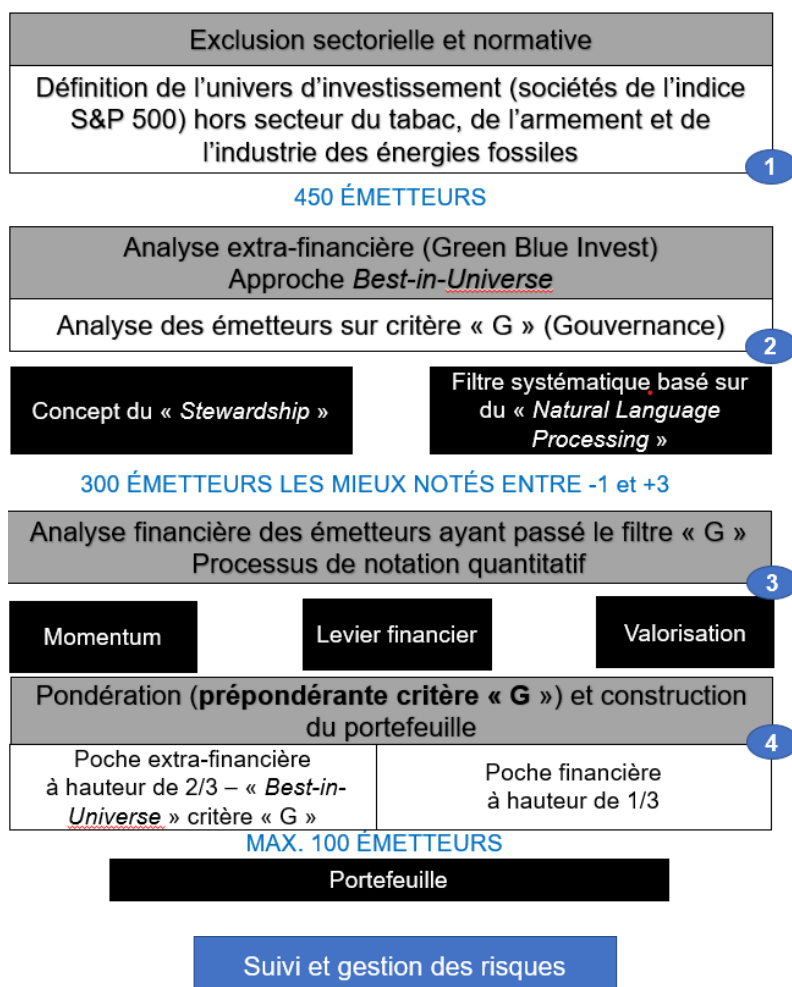 Exclusion sectorielle et normative
Définition de l’univers d’investissement (sociétés de l’indice
S&P 500) hors secteur du tabac, de l’armement et de
l’industrie des énergies fossiles
1
450 ÉMETTEURS
Analyse extra-financière (Green Blue Invest)
Approche Best-in-Universe
Analyse des émetteurs sur critère « G » (Gouvernance)
2
Concept du « Stewardship »
Filtre systématique basé sur
du « Natural Language
Processing »
300 ÉMETTEURS LES MIEUX NOTÉS ENTRE -1 et +3
Analyse financière des émetteurs ayant passé le filtre « G »
Processus de notation quantitatif
3
Momentum
Levier financier
Valorisation
Pondération (prépondérante critère « G ») et construction
du portefeuille
4
Poche extra-financière
à hauteur de 2/3 – « Best-in-
Universe » critère « G »
Poche financière
à hauteur de 1/3
MAX. 100 ÉMETTEURS
Portefeuille
Suivi et gestion des risques